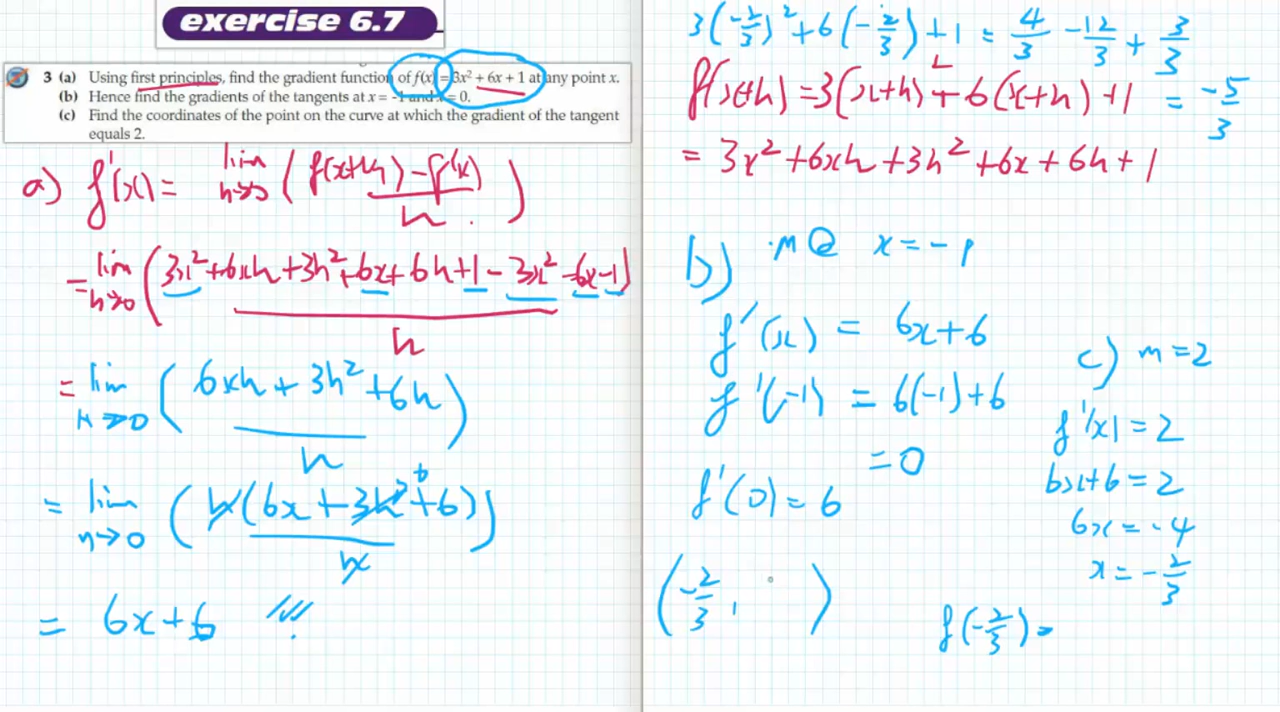 exercise 6.7
3 (a) Using first principles, find the gradient function of f(x) = 3x² + 6x + 1 at any point x.
(b) Hence find the gradients of the tangents at x = -1 and x = 0.
(c) Find the coordinates of the point on the curve at which the gradient of the tangent
equals 2.
a) f'(x) = lim h→0 ( f(x+h) - f(x) / h )
= lim h→0 ( 3x² + 6xh + 3h² + 6x + 6h + 1 - 3x² - 6x - 1 ) / h
= lim h→0 ( 6xh + 3h² + 6h / h )
= lim h→0 ( h(6x + 3h² + 6) / h )
= 6x + 6
3(-2/3)² + 6(-2/3) + 1 = 4/3 - 12/3 + 3/3
f(x+h) = 3(x+h)² + 6(x+h) + 1
= -5/3
= 3x² + 6xh + 3h² + 6x + 6h + 1
b) m @ x = -1
f'(x) = 6x + 6
f'(-1) = 6(-1) + 6
= 0
f'(0) = 6
c) m = 2
f'(x) = 2
6x + 6 = 2
6x = -4
x = -2/3
( -2/3 , )
f(-2/3) =